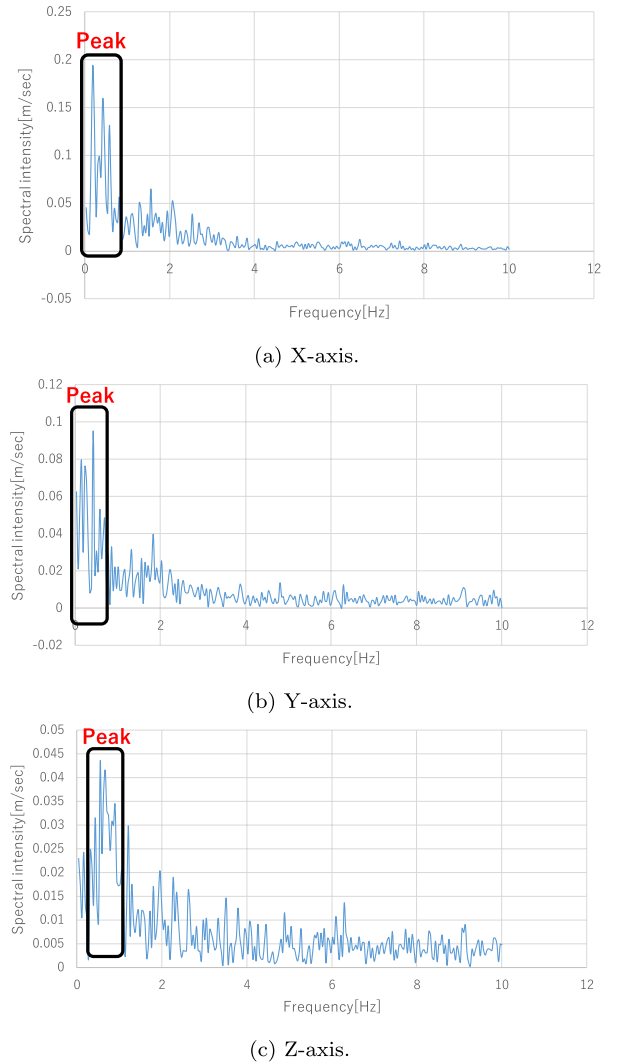 0.25
Peak
0.2
0.15
0.1
0.05
0
-0.05
Spectral intensity[m/sec]
0 2 4 6 8 10 12
Frequency[Hz]
(a) X-axis.
0.12
Peak
0.1
0.08
0.06
0.04
0.02
0
-0.02
Spectral intensity[m/sec]
0 2 4 6 8 10 12
Frequency[Hz]
(b) Y-axis.
0.05
Peak
0.045
0.04
0.035
0.03
0.025
0.02
0.015
0.01
0.005
0
Spectral intensity[m/sec]
0 2 4 6 8 10 12
Frequency[Hz]
(c) Z-axis.